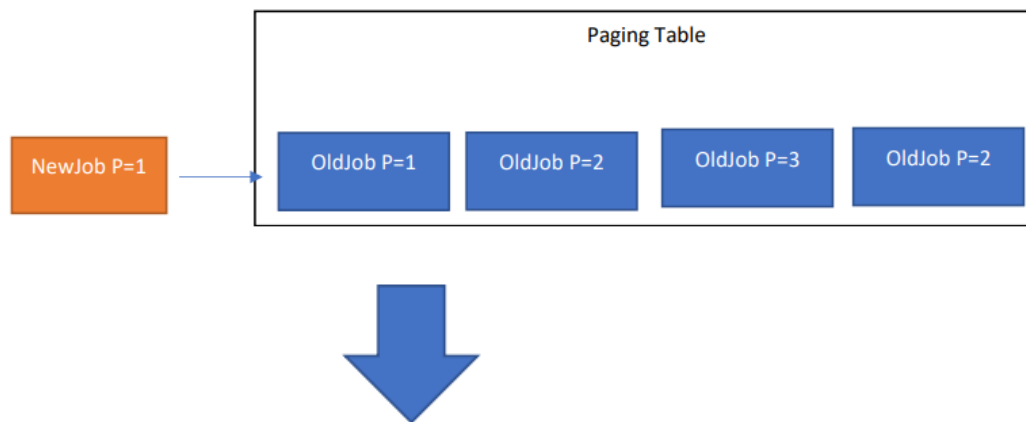 Paging Table
NewJob P=1
OldJob P=1
OldJob P=2
OldJob P=3
OldJob P=2